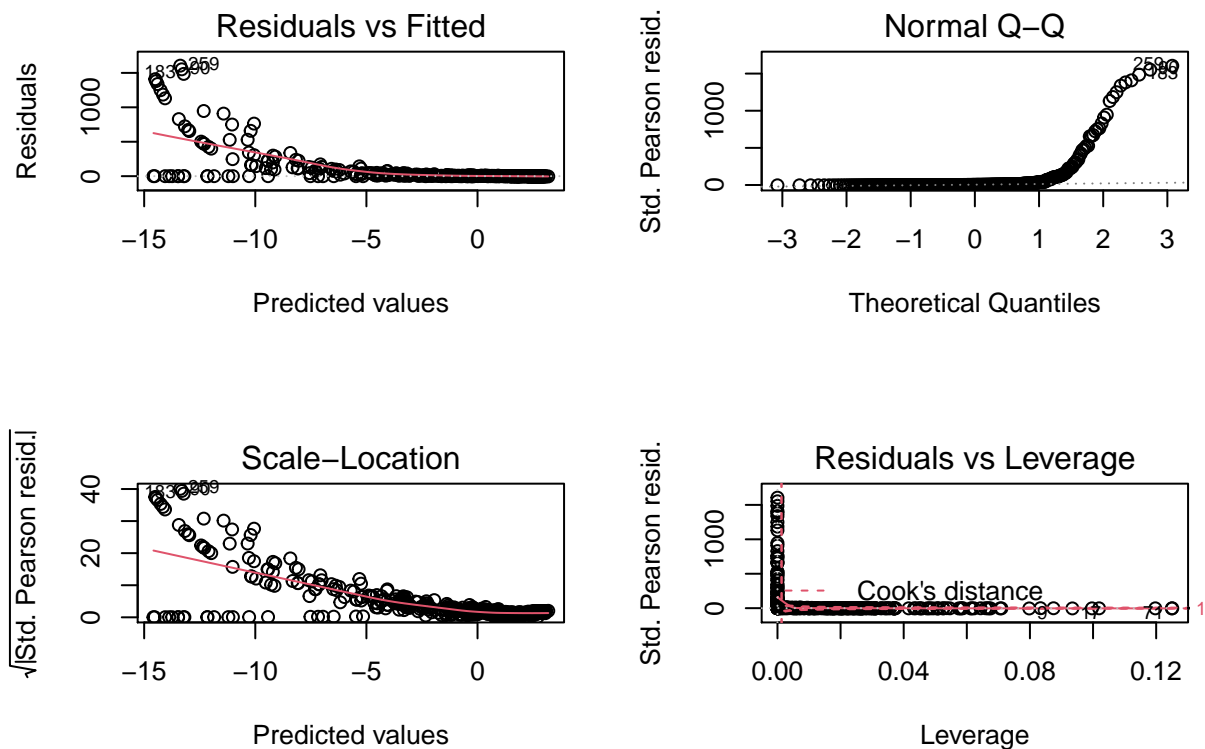 Residuals vs Fitted
Residuals
0 1000
259
−15 −10 −5 0
Predicted values
Normal Q−Q
Std. Pearson resid.
0 1000
259
−3 −2 −1 0 1 2 3
Theoretical Quantiles
Scale−Location
√|Std. Pearson resid.|
0 20 40
259
−15 −10 −5 0
Predicted values
Residuals vs Leverage
Std. Pearson resid.
0 1000
Cook's distance
1
0.00 0.04 0.08 0.12
Leverage